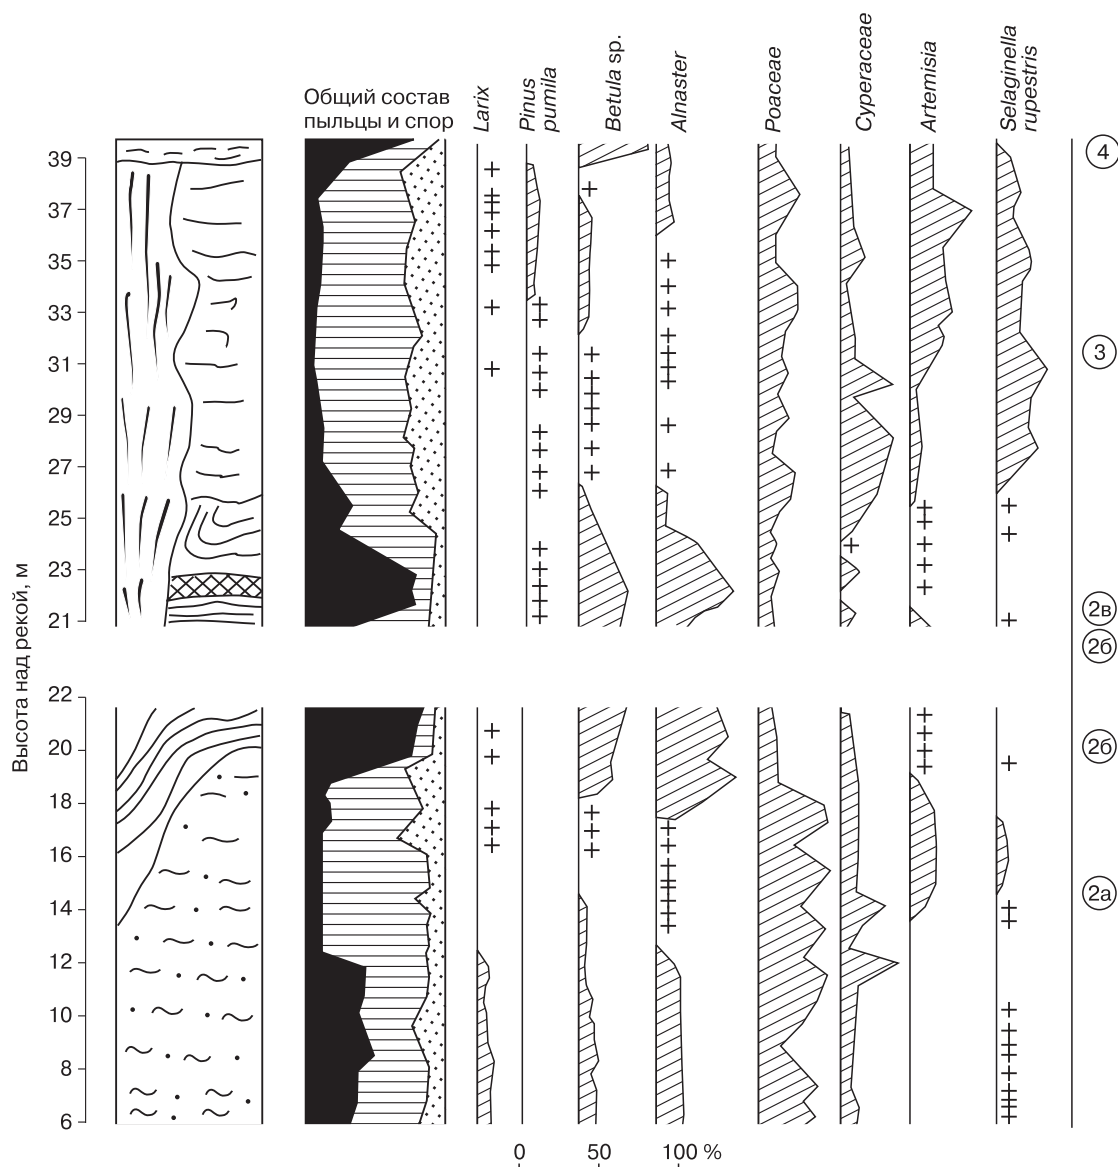 Общий состав
пыльцы и спор
Larix
Pinus
pumila
Betula sp.
Alnaster
Poaceae
Cyperaceae
Artemisia
Selaginella
rupestris
Высота над рекой, м
39
37
35
33
31
29
27
25
23
21
22
20
18
16
14
12
10
8
6
4
3
2в
2б
2б
2а
0 50 100 %